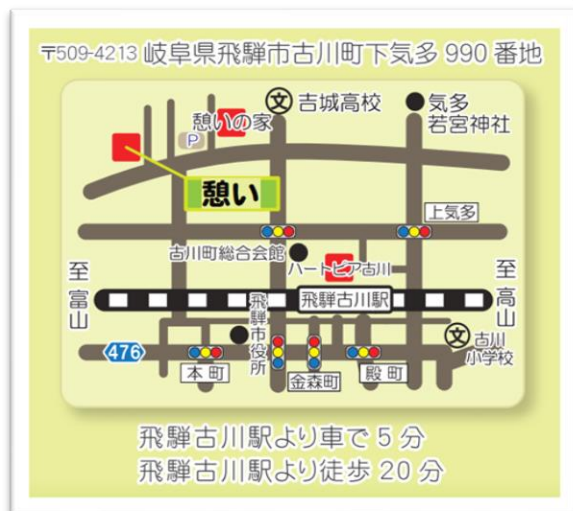 〒509-4213 岐阜県飛騨市古川町下気多 990 番地
文 吉城高校
憩いの家
P
気多
若宮神社
憩い
上気多
古川町総合会館
ハートピア古川
至富山
至高山
飛騨古川駅
飛騨市役所
文 古川
小学校
476
本町
金森町
殿町
飛騨古川駅より車で 5 分
飛騨古川駅より徒歩 20 分